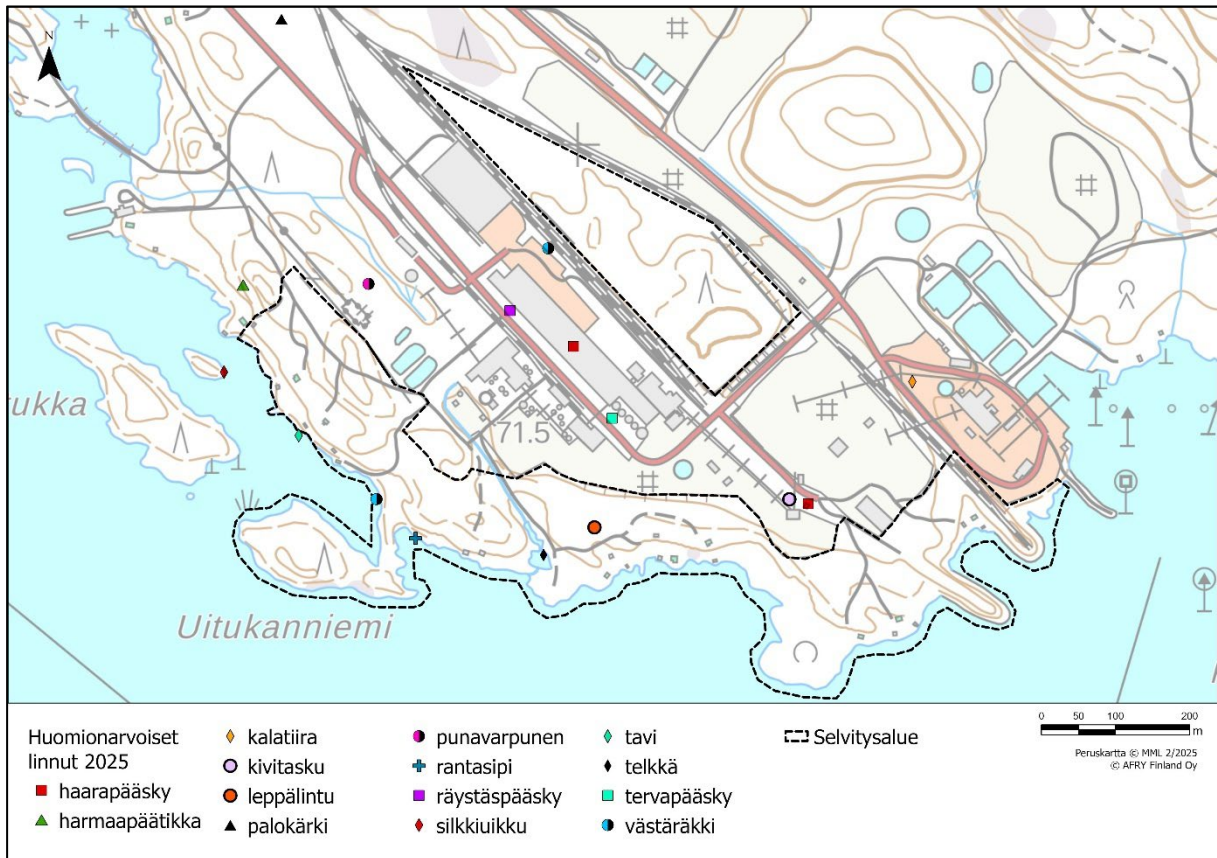 N
tukka
71.5
Uitukanniemi
Huomionarvoiset
linnut 2025
haarapääsky
harmaapäätikka
kalatiira
kivitasku
leppälintu
palokärki
punavarpunen
rantasipi
räystäspääsky
silkkiuikku
tavi
telkkä
tervapääsky
västäräkki
Selvitysalue
0 50 100 200
m
Peruskartta © MML 2/2025
© AFRY Finland Oy